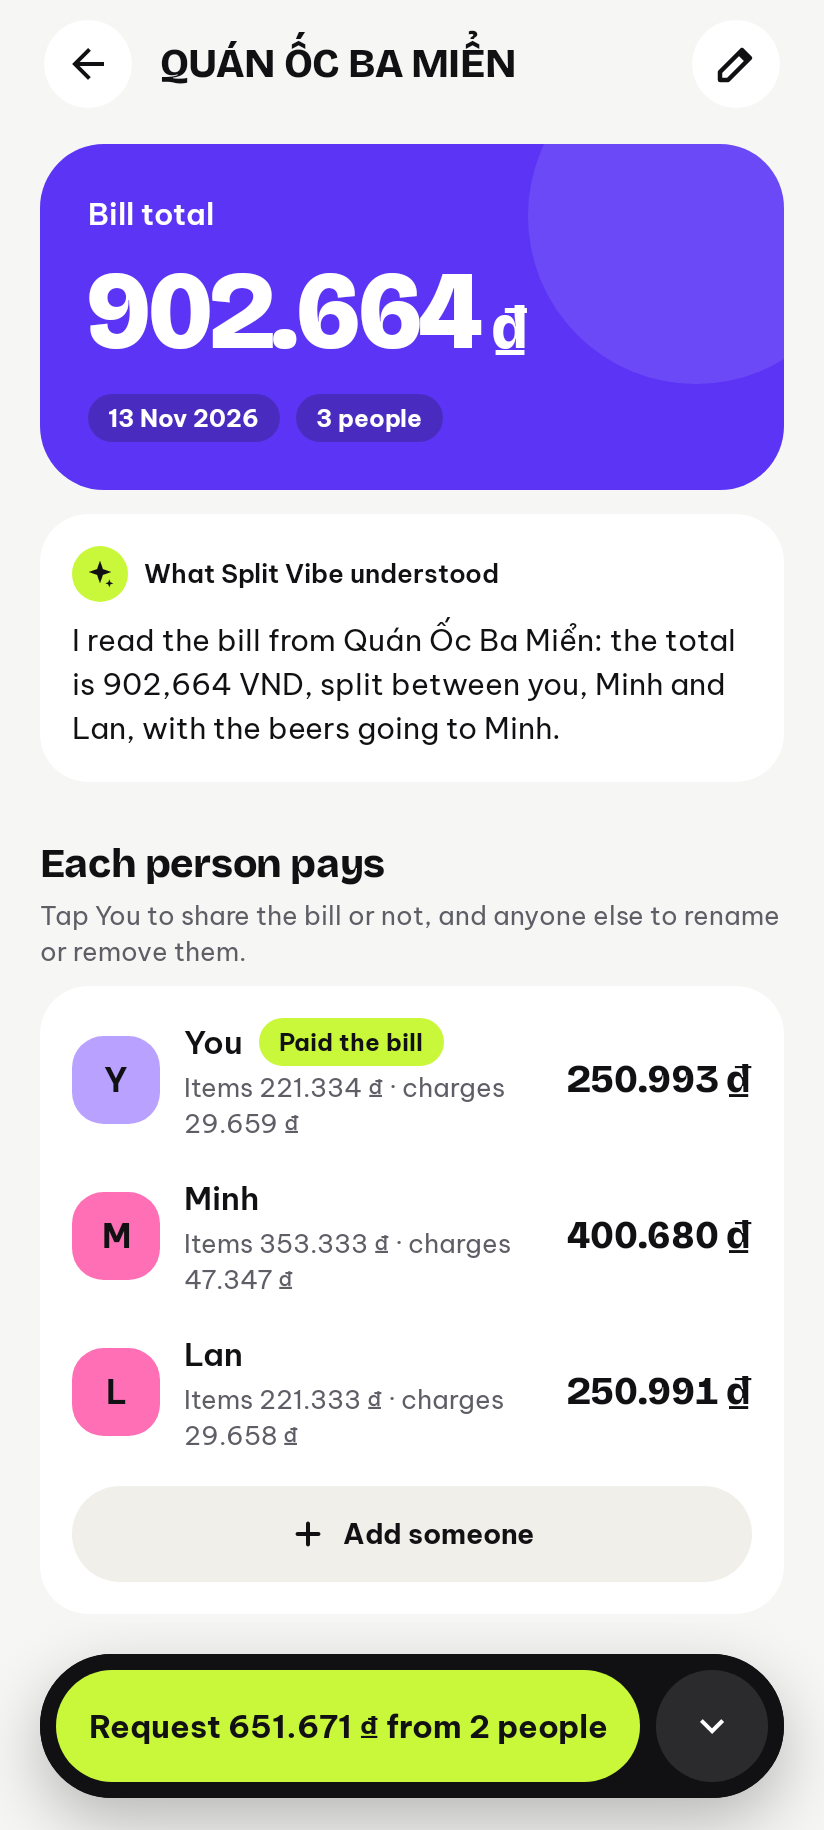 QUÁN ỐC BA MIỂN
Bill total
902.664 ₫
13 Nov 2026
3 people
What Split Vibe understood
I read the bill from Quán Ốc Ba Miển: the total
is 902,664 VND, split between you, Minh and
Lan, with the beers going to Minh.
Each person pays
Tap You to share the bill or not, and anyone else to rename
or remove them.
Y
You
Paid the bill
Items 221.334 ₫ · charges
29.659 ₫
250.993 ₫
M
Minh
Items 353.333 ₫ · charges
47.347 ₫
400.680 ₫
L
Lan
Items 221.333 ₫ · charges
29.658 ₫
250.991 ₫
Add someone
Request 651.671 ₫ from 2 people